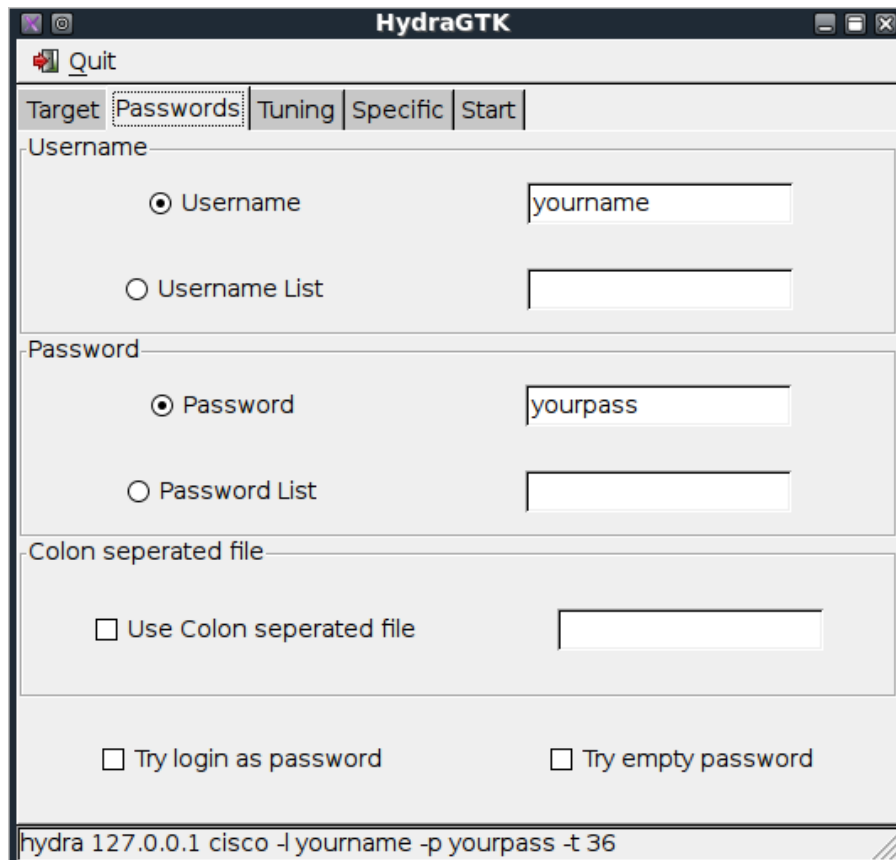 HydraGTK
Quit
Target Passwords Tuning Specific Start
Username
Username yourname
Username List
Password
Password yourpass
Password List
Colon seperated file
Use Colon seperated file
Try login as password Try empty password
hydra 127.0.0.1 cisco -l yourname -p yourpass -t 36